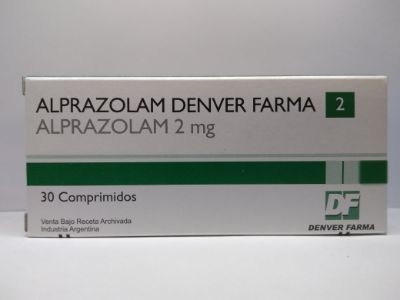 ALPRAZOLAM DENVER FARMA 2
ALPRAZOLAM 2 mg
30 Comprimidos
Venta Bajo Receta Archivada
Industria Argentina
DF
DENVER FARMA